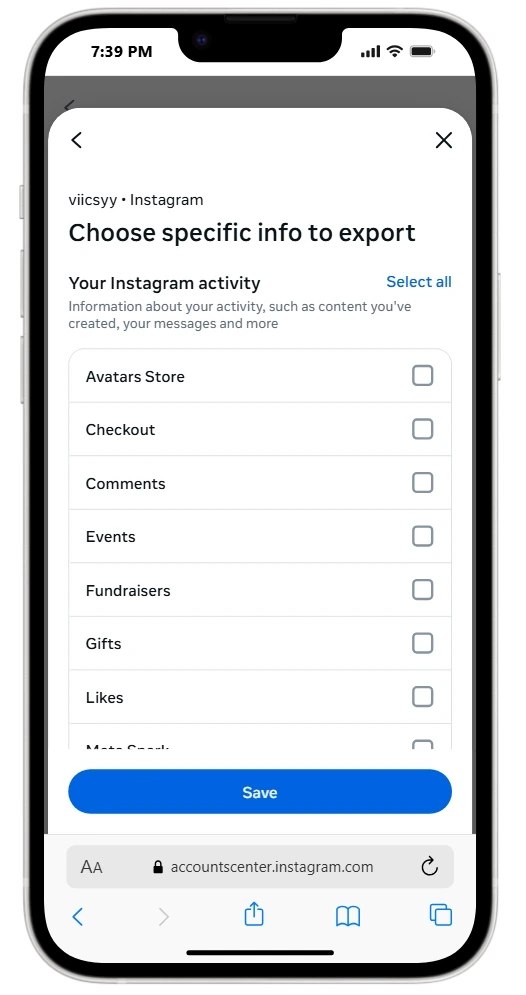 7:39 PM
viicsyy • Instagram
Choose specific info to export
Your Instagram activity
Select all
Information about your activity, such as content you've
created, your messages and more
Avatars Store
Checkout
Comments
Events
Fundraisers
Gifts
Likes
Meta Spark
Save
AA
accountscenter.instagram.com